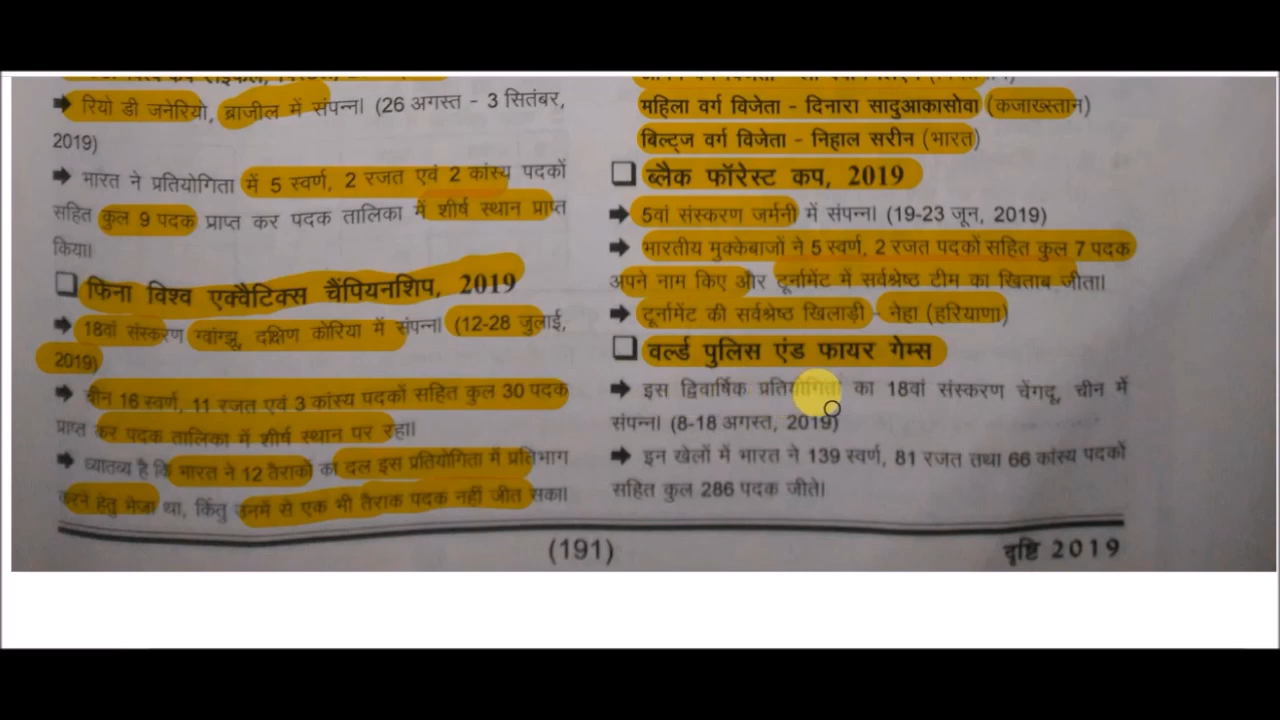 ➡ रियो डी जनेरियो, ब्राजील में संपन्न। (26 अगस्त - 3 सितंबर,
2019)
➡ भारत ने प्रतियोगिता में 5 स्वर्ण, 2 रजत एवं 2 कांस्य पदकों
सहित कुल 9 पदक प्राप्त कर पदक तालिका में शीर्ष स्थान प्राप्त
किया।
❑ फिना विश्व एक्वैटिक्स चैंपियनशिप, 2019
➡ 18वां संस्करण ग्वांग्झू, दक्षिण कोरिया में संपन्न। (12-28 जुलाई,
2019)
➡ चीन 16 स्वर्ण, 11 रजत एवं 3 कांस्य पदकों सहित कुल 30 पदक
प्राप्त कर पदक तालिका में शीर्ष स्थान पर रहा।
➡ ध्यातव्य है कि भारत ने 12 तैराकों का दल इस प्रतियोगिता में प्रतिभाग
करने हेतु भेजा था, किंतु उनमें से एक भी तैराक पदक नहीं जीत सका।
महिला वर्ग विजेता - दिनारा सादुआकासोवा (कजाख्स्तान)
बिल्ट्ज वर्ग विजेता - निहाल सरीन (भारत)
❑ ब्लैक फॉरेस्ट कप, 2019
➡ 5वां संस्करण जर्मनी में संपन्न। (19-23 जून, 2019)
➡ भारतीय मुक्केबाजों ने 5 स्वर्ण, 2 रजत पदकों सहित कुल 7 पदक
अपने नाम किए और टूर्नामेंट में सर्वश्रेष्ठ टीम का खिताब जीता।
➡ टूर्नामेंट की सर्वश्रेष्ठ खिलाड़ी - नेहा (हरियाणा)
❑ वर्ल्ड पुलिस एंड फायर गेम्स
➡ इस द्विवार्षिक प्रतियोगिता का 18वां संस्करण चेंगदू, चीन में
संपन्न। (8-18 अगस्त, 2019)
➡ इन खेलों में भारत ने 139 स्वर्ण, 81 रजत तथा 66 कांस्य पदकों
सहित कुल 286 पदक जीते।
(191)
दृष्टि 2019